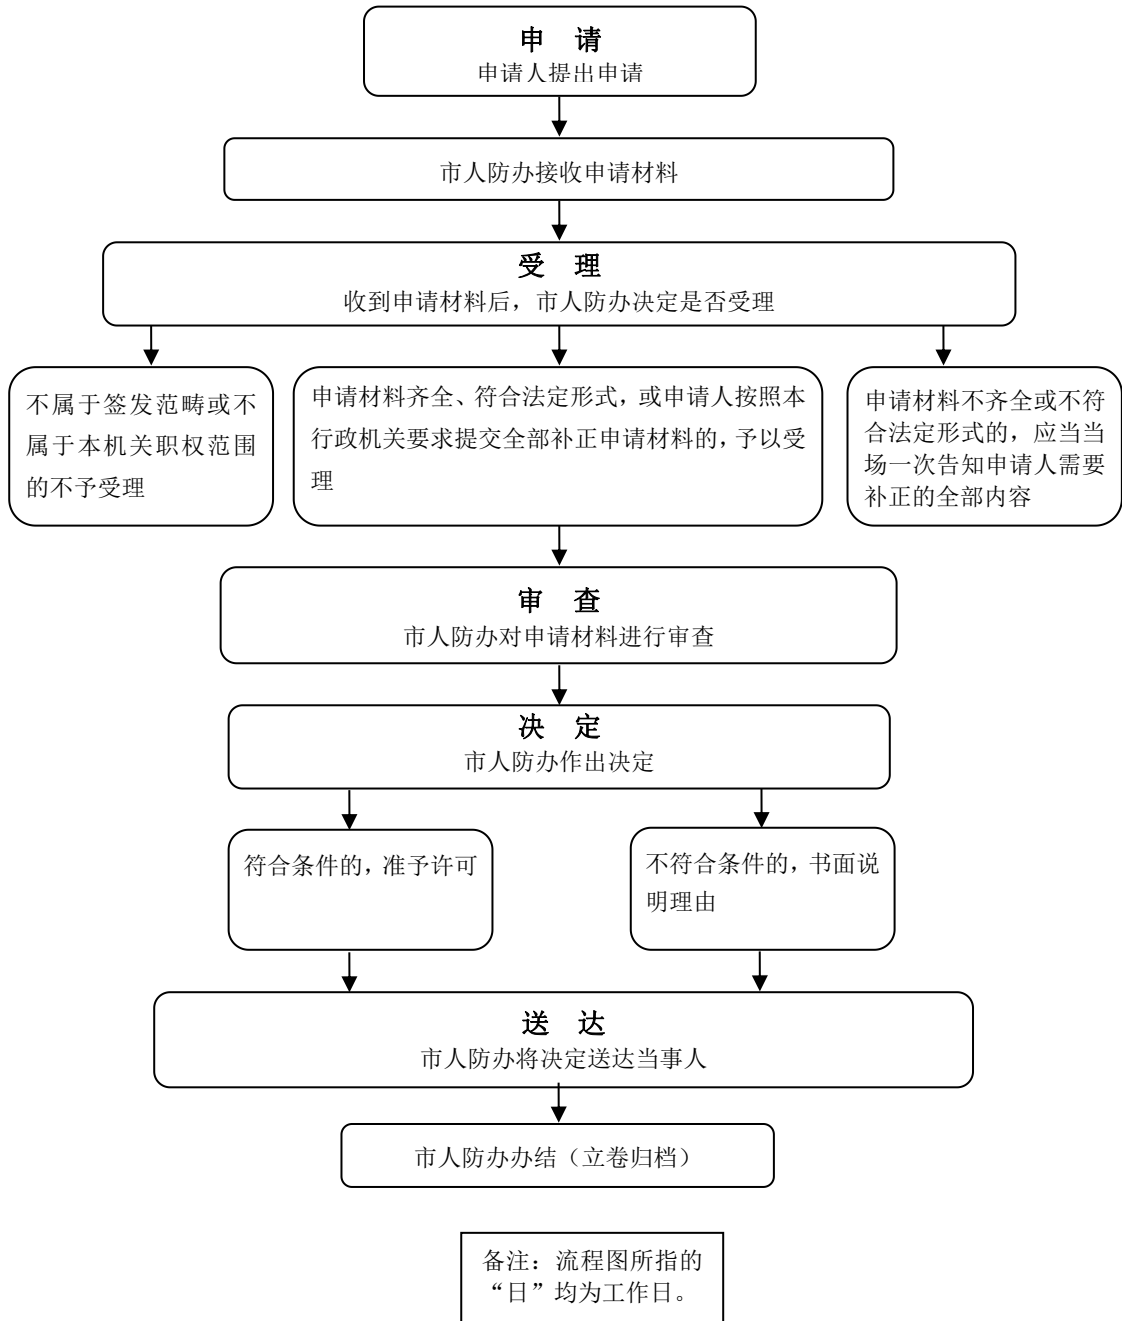 申 请
申请人提出申请
市人防办接收申请材料
受 理
收到申请材料后，市人防办决定是否受理
不属于签发范畴或不
属于本机关职权范围
的不予受理
申请材料齐全、符合法定形式，或申请人按照本
行政机关要求提交全部补正申请材料的，予以受
理
申请材料不齐全或不符
合法定形式的，应当当
场一次告知申请人需要
补正的全部内容
审 查
市人防办对申请材料进行审查
决 定
市人防办作出决定
符合条件的，准予许可
不符合条件的，书面说
明理由
送 达
市人防办将决定送达当事人
市人防办办结（立卷归档）
备注：流程图所指的
“日”均为工作日。